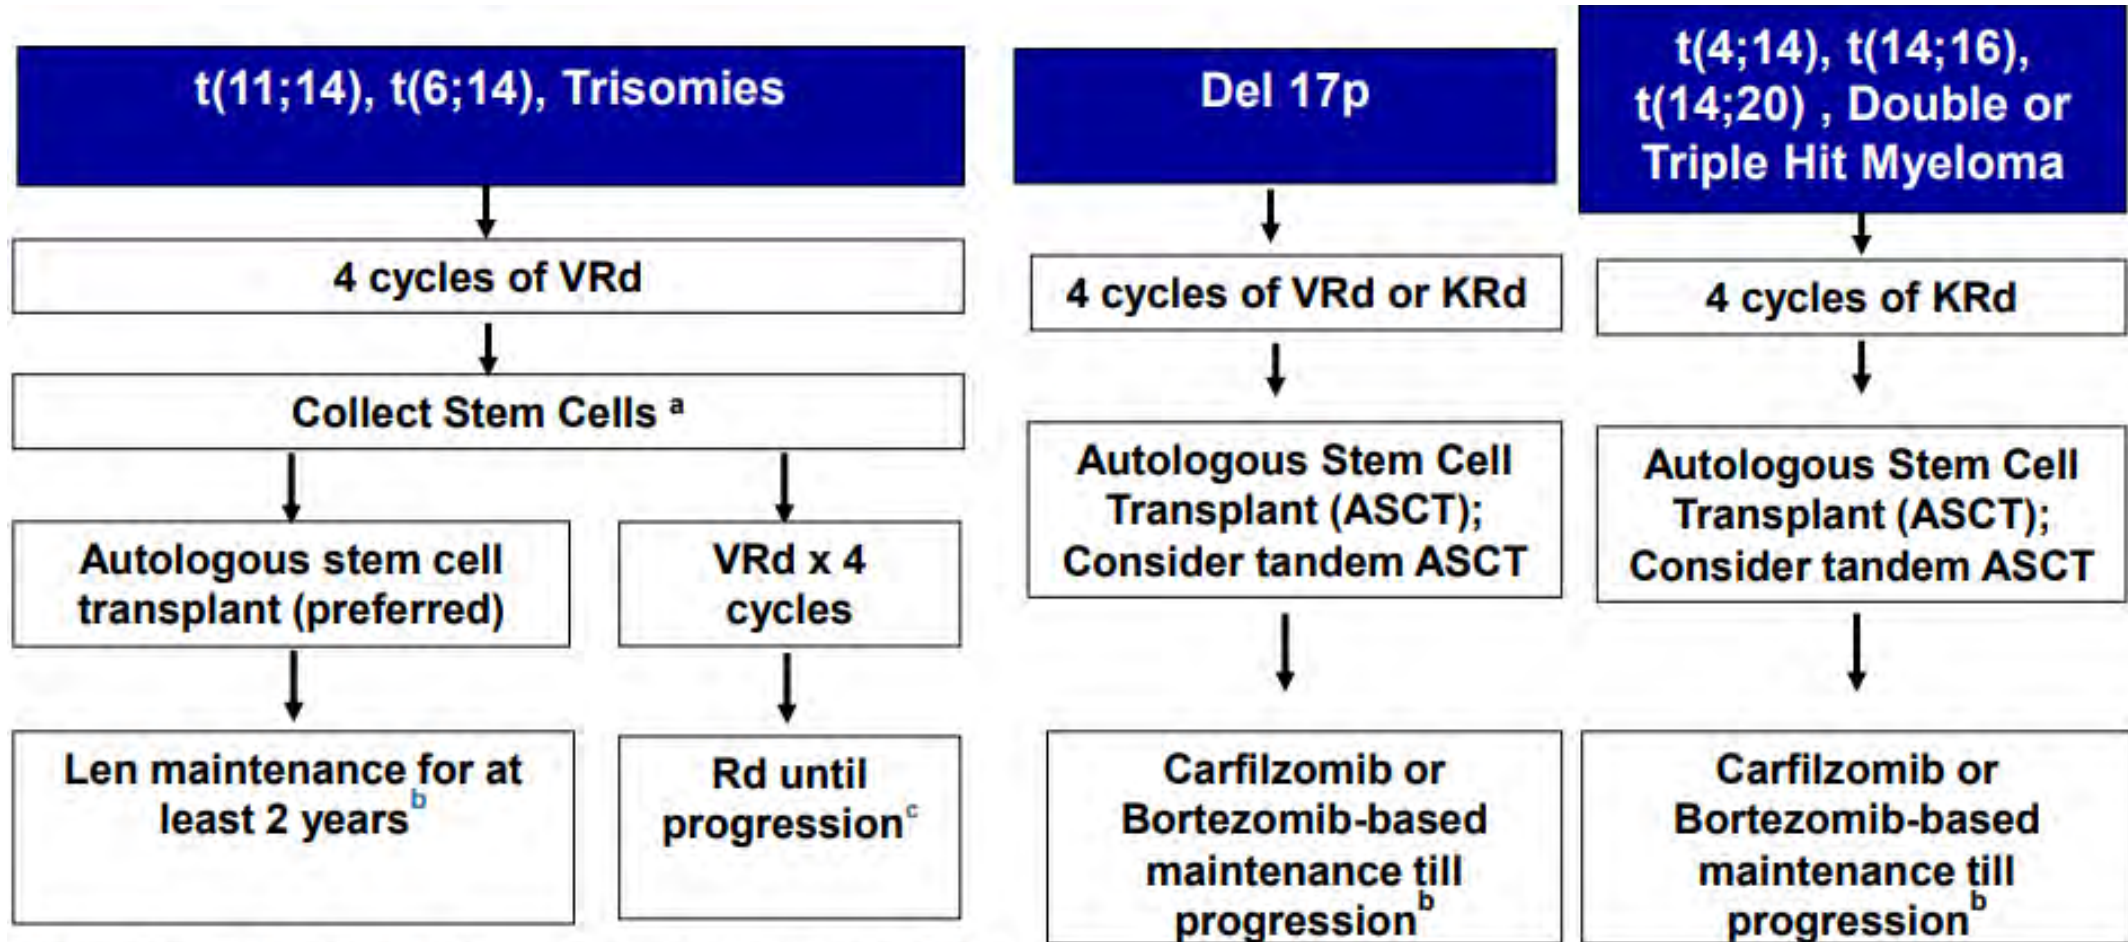 t(11;14), t(6;14), Trisomies
4 cycles of VRd
Collect Stem Cells a
Autologous stem cell
transplant (preferred)
Len maintenance for at
least 2 years b
VRd x 4
cycles
Rd until
progression c
Del 17p
4 cycles of VRd or KRd
Autologous Stem Cell
Transplant (ASCT);
Consider tandem ASCT
Carfilzomib or
Bortezomib-based
maintenance till
progression b
t(4;14), t(14;16),
t(14;20) , Double or
Triple Hit Myeloma
4 cycles of KRd
Autologous Stem Cell
Transplant (ASCT);
Consider tandem ASCT
Carfilzomib or
Bortezomib-based
maintenance till
progression b